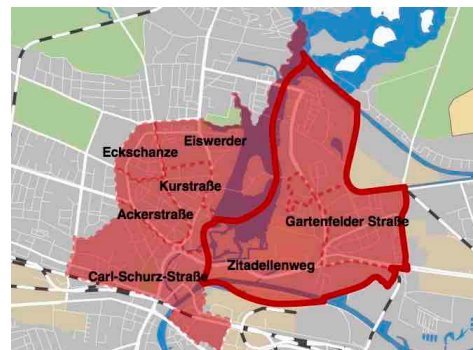 Eiswerder
Eckschanze
Kurstraße
Ackerstraße
Gartenfelder Straße
Zitadellenweg
Carl-Schurz-Straße